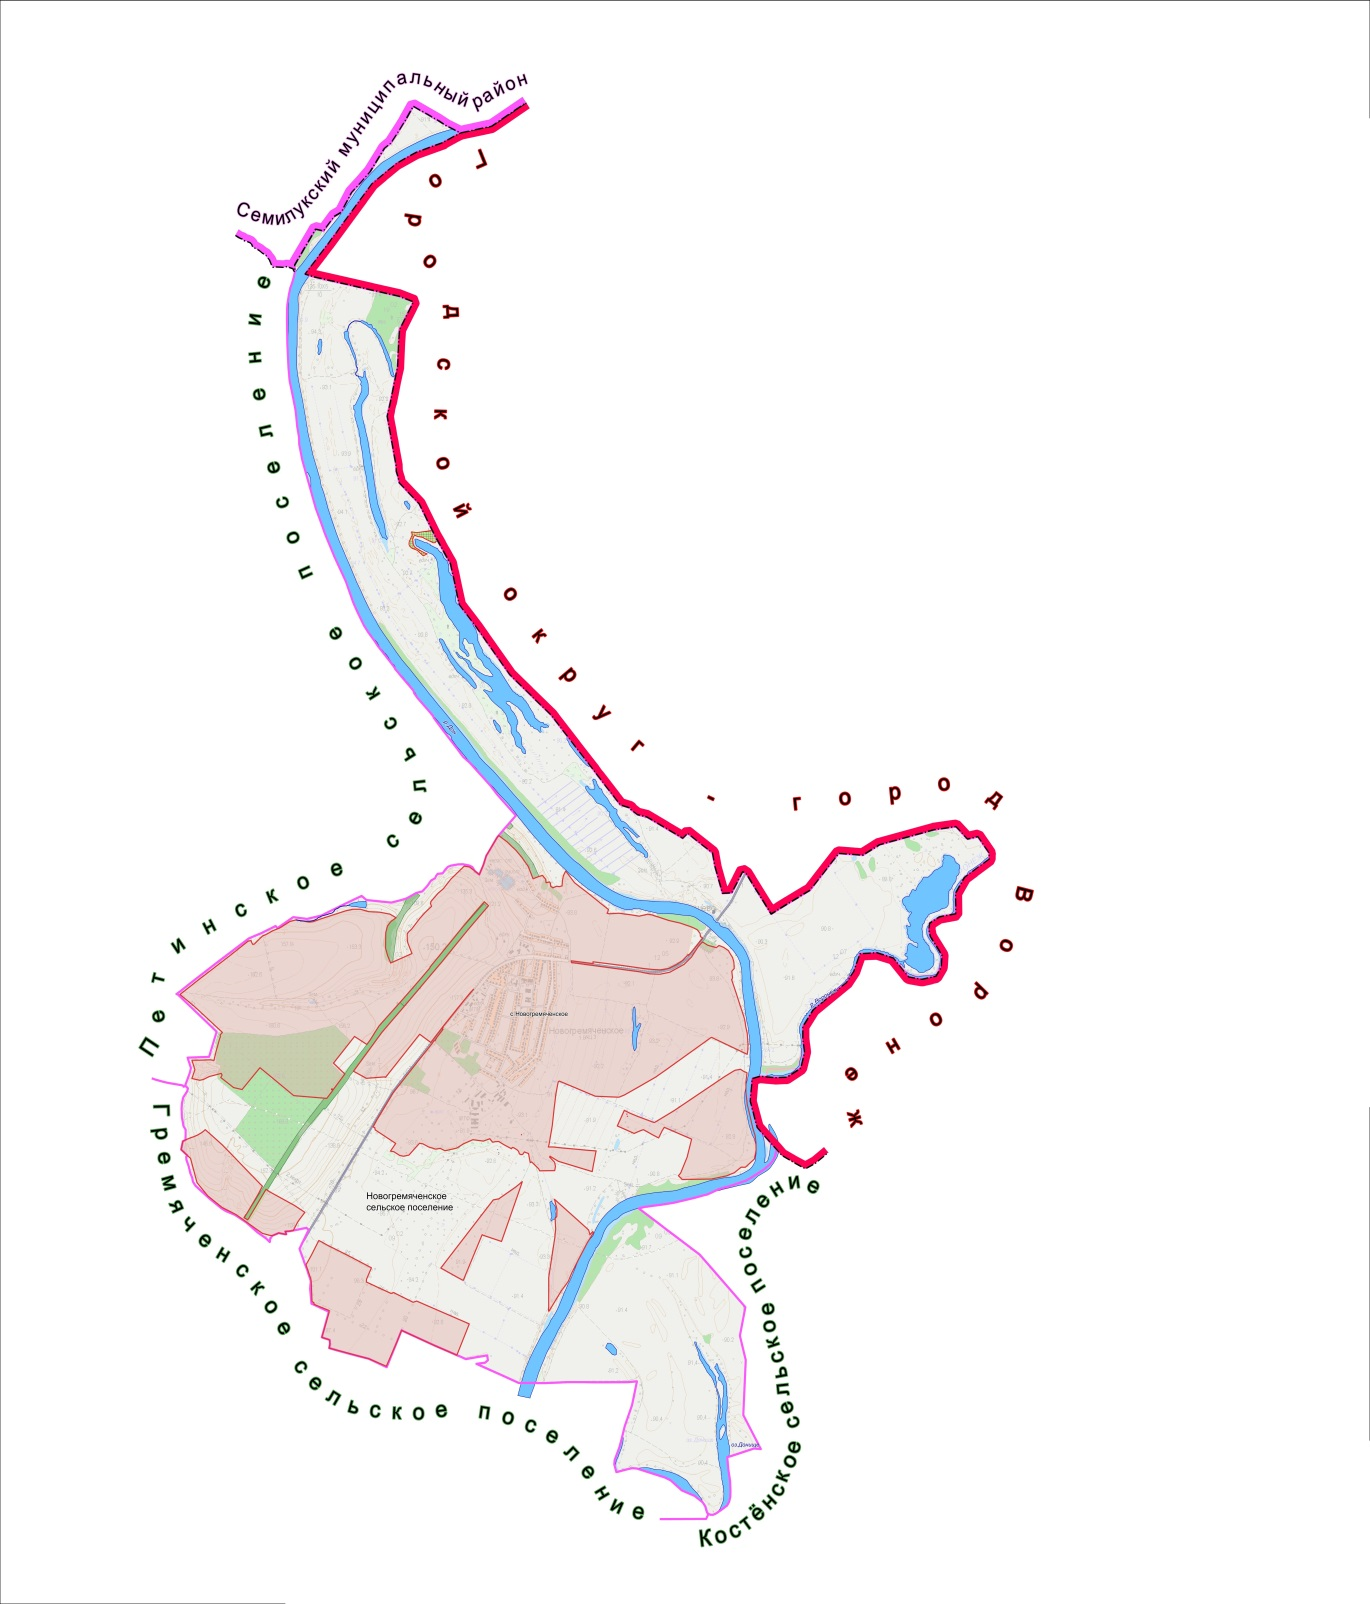 Семилукский муниципальный район
Городской округ - город Воронеж
Петинское сельское поселение
с Новогремяченское
Новогремяченское
Новогремяченское
сельское поселение
Гремяченское сельское поселение
Костёнское сельское поселение